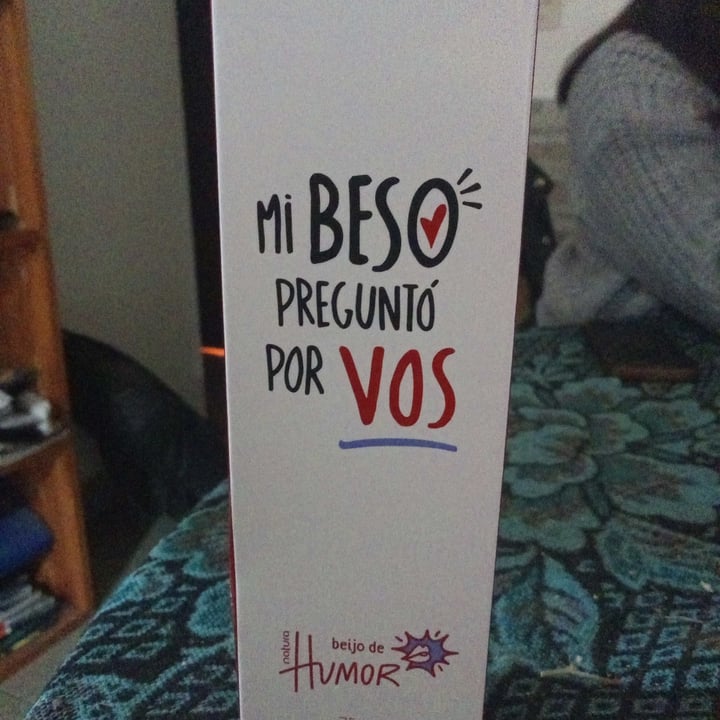 Mi BESO
PREGUNTÓ
POR VOS
natura
beijo de
HUMOR